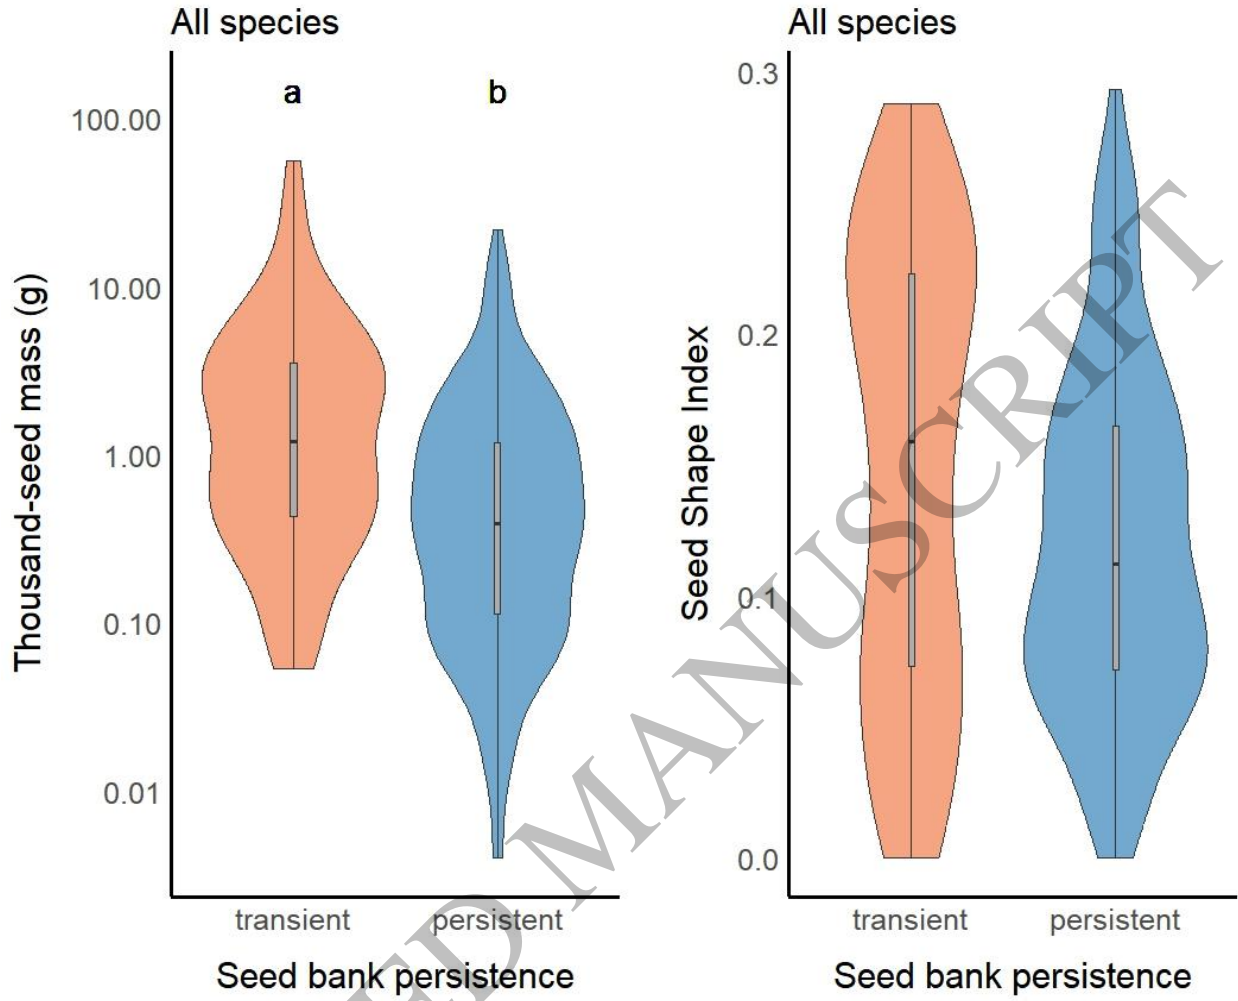 All species
a b
100.00
10.00
1.00
0.10
0.01
Thousand-seed mass (g)
transient persistent
Seed bank persistence
All species
0.3
0.2
0.1
0.0
Seed Shape Index
transient persistent
Seed bank persistence
ED MANUSCRIPT